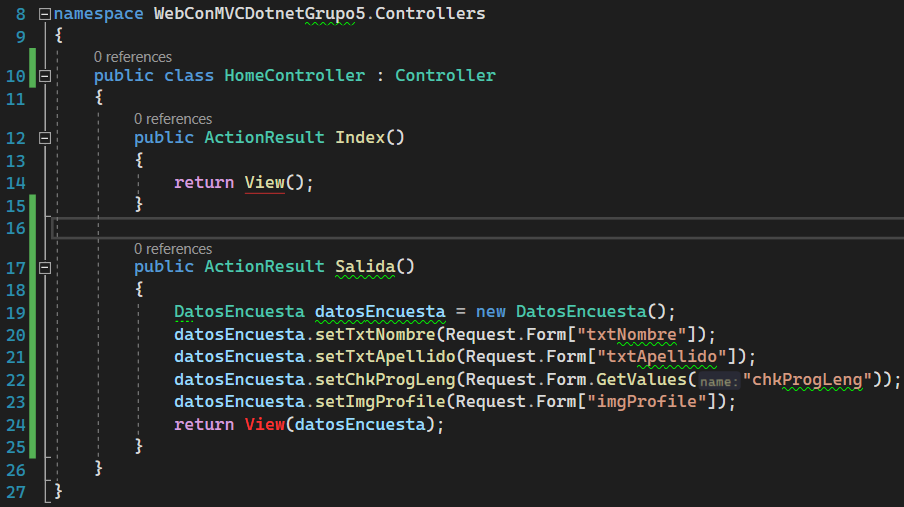 8 namespace WebConMVCDotnetGrupo5.Controllers
9 {
0 references
10 public class HomeController : Controller
11 {
0 references
12 public ActionResult Index()
13 {
14 return View();
15 }
16
0 references
17 public ActionResult Salida()
18 {
19 DatosEncuesta datosEncuesta = new DatosEncuesta();
20 datosEncuesta.setTxtNombre(Request.Form["txtNombre"]);
21 datosEncuesta.setTxtApellido(Request.Form["txtApellido"]);
22 datosEncuesta.setChkProgLeng(Request.Form.GetValues(name:"chkProgLeng"));
23 datosEncuesta.setImgProfile(Request.Form["imgProfile"]);
24 return View(datosEncuesta);
25 }
26 }
27 }